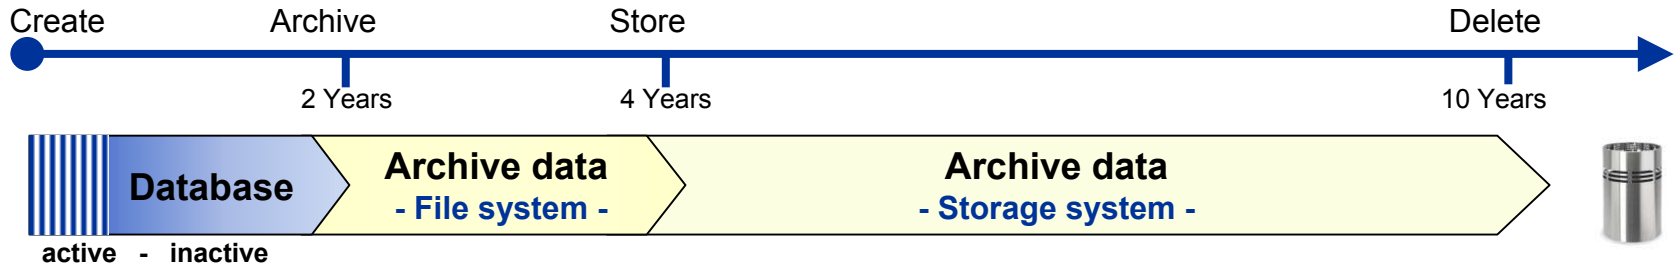 Create Archive Store Delete
2 Years 4 Years 10 Years
Database
Archive data
- File system -
Archive data
- Storage system -
active - inactive